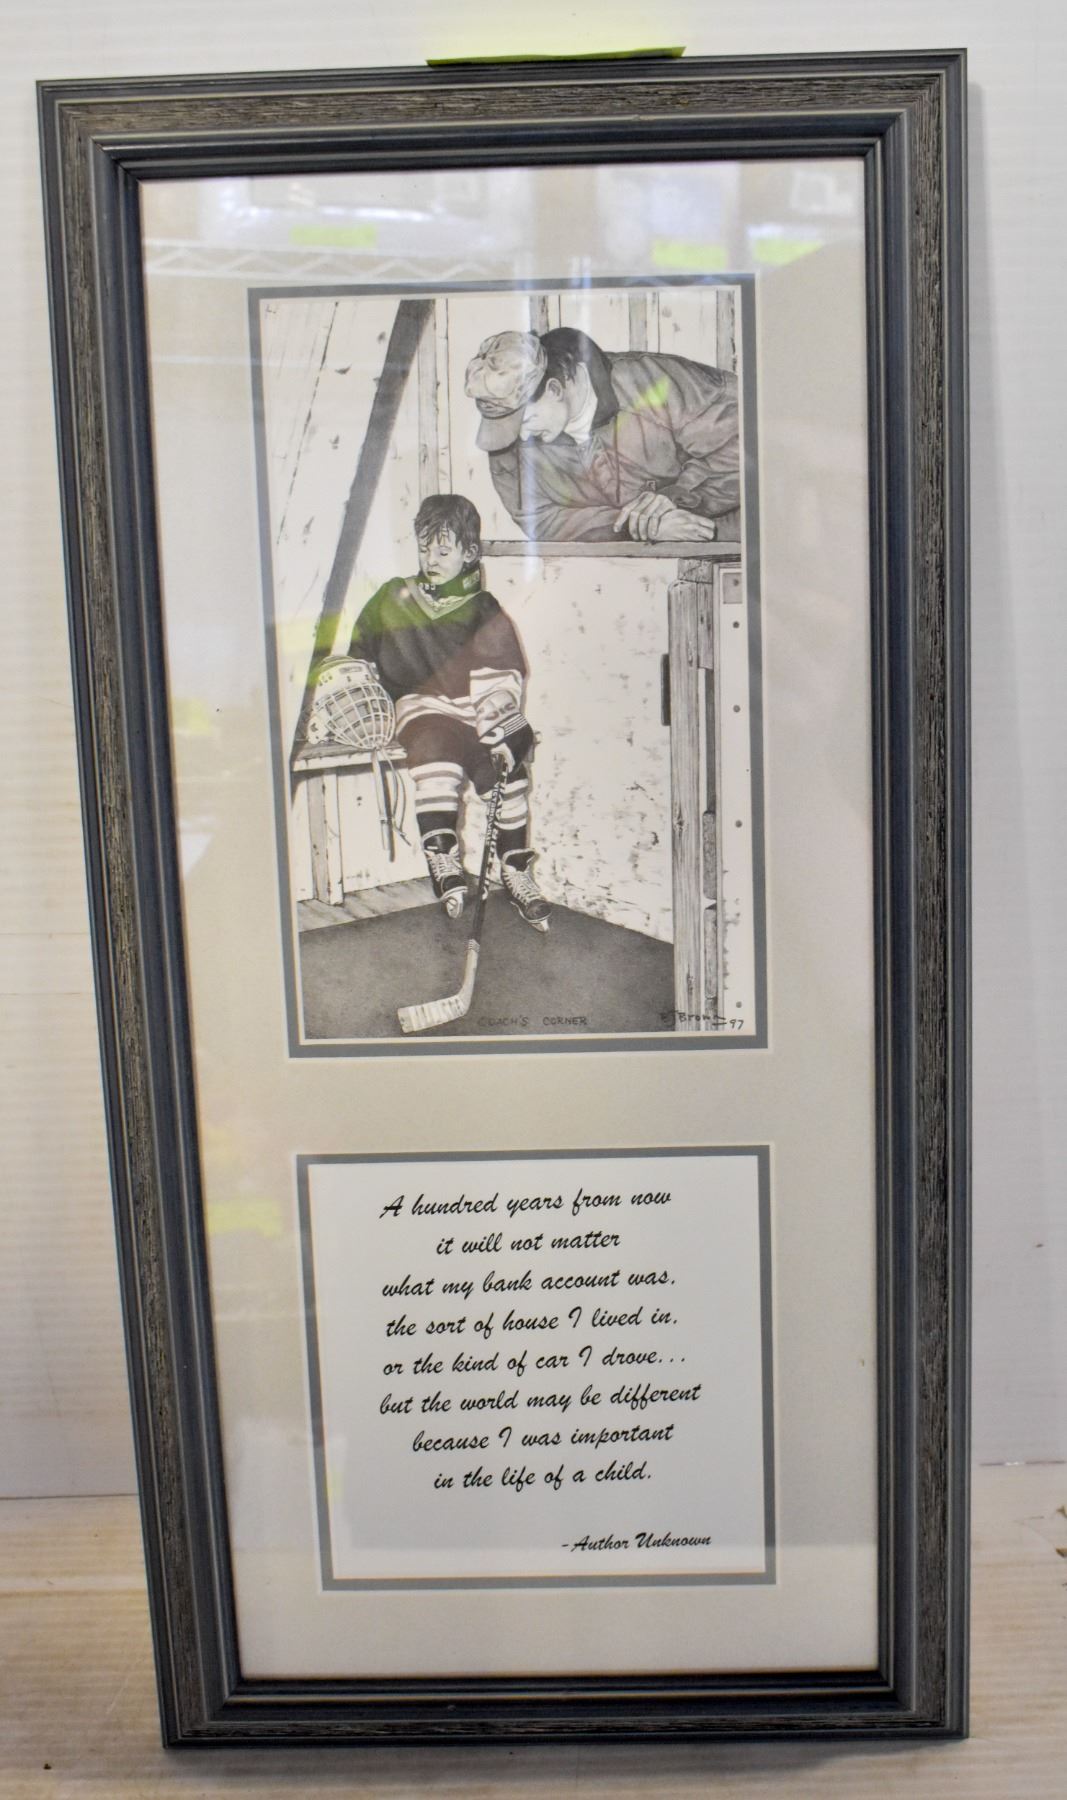 COACH'S CORNER
EJBrown
97
A hundred years from now
it will not matter
what my bank account was,
the sort of house I lived in,
or the kind of car I drove...
but the world may be different
because I was important
in the life of a child.
-Author Unknown